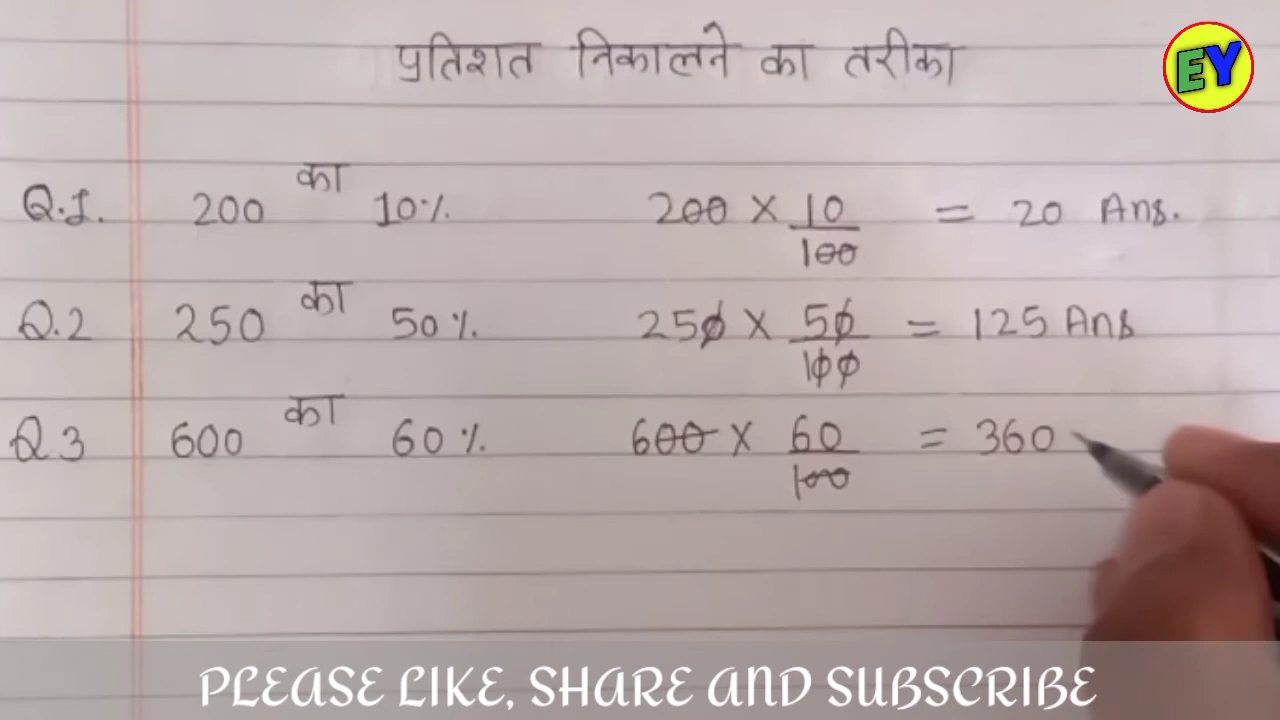 प्रतिशत निकालने का तरीका
EY
Q.1. 200 का 10% 200 × 10/100 = 20 Ans.
Q.2 250 का 50% 250 × 50/100 = 125 Ans
Q.3 600 का 60% 600 × 60/100 = 360
PLEASE LIKE, SHARE AND SUBSCRIBE